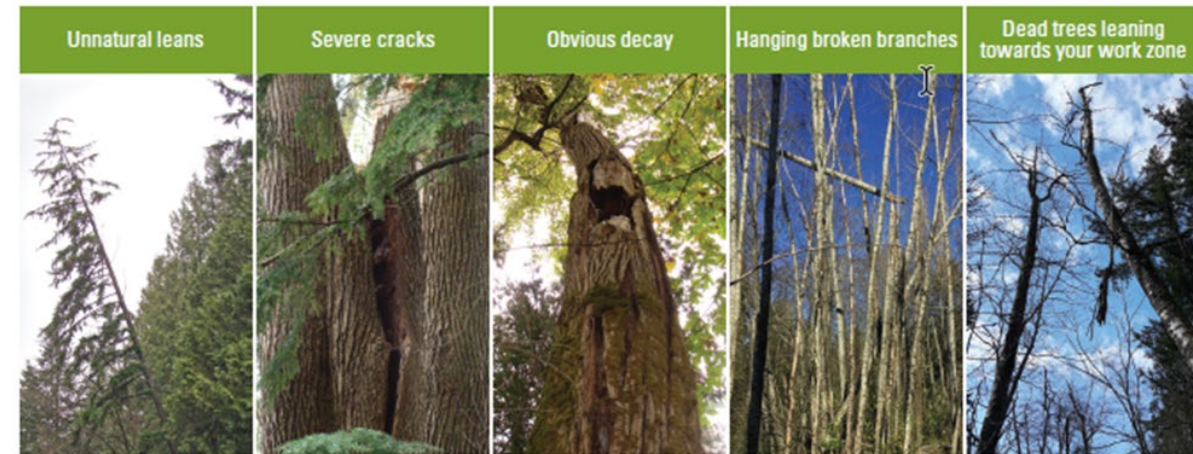 Unnatural leans
Severe cracks
Obvious decay
Hanging broken branches
Dead trees leaning
towards your work zone